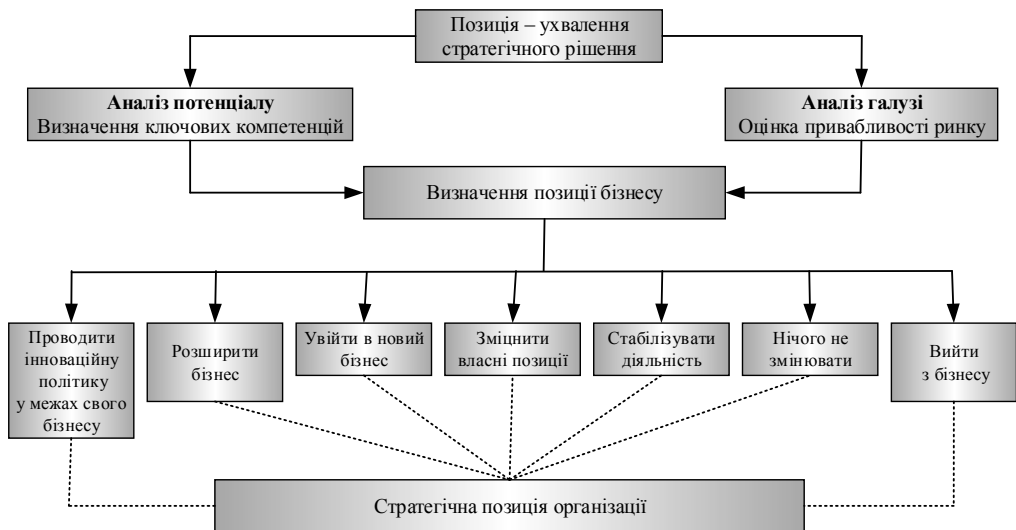 Позиція – ухвалення
стратегічного рішення
Аналіз потенціалу
Визначення ключових компетенцій
Аналіз галузі
Оцінка привабливості ринку
Визначення позиції бізнесу
Проводити
інноваційну
політику
у межах свого
бізнесу
Розширити
бізнес
Увійти в новий
бізнес
Зміцнити
власні позиції
Стабілізувати
діяльність
Нічого не
змінювати
Вийти
з бізнесу
Стратегічна позиція організації